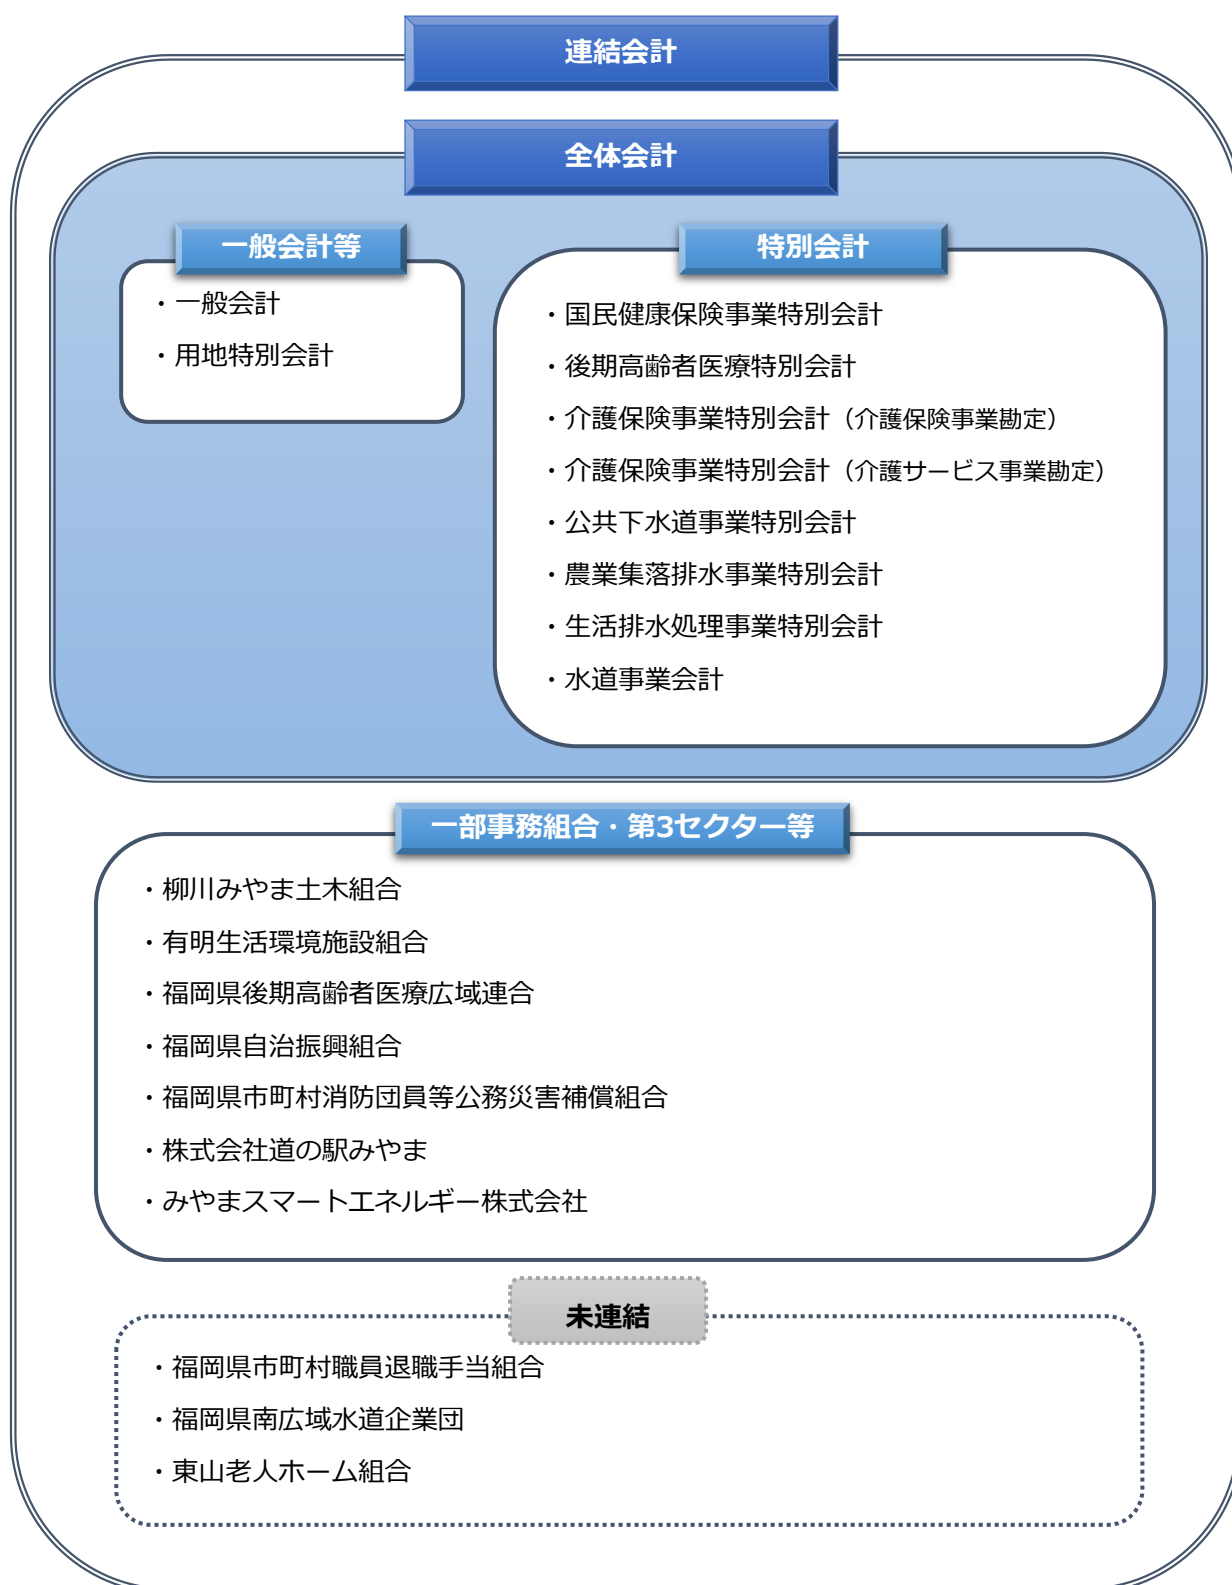 連結会計
全体会計
一般会計等
・一般会計
・用地特別会計
特別会計
・国民健康保険事業特別会計
・後期高齢者医療特別会計
・介護保険事業特別会計（介護保険事業勘定）
・介護保険事業特別会計（介護サービス事業勘定）
・公共下水道事業特別会計
・農業集落排水事業特別会計
・生活排水処理事業特別会計
・水道事業会計
一部事務組合・第3セクター等
・柳川みやま土木組合
・有明生活環境施設組合
・福岡県後期高齢者医療広域連合
・福岡県自治振興組合
・福岡県市町村消防団員等公務災害補償組合
・株式会社道の駅みやま
・みやまスマートエネルギー株式会社
未連結
・福岡県市町村職員退職手当組合
・福岡県南広域水道企業団
・東山老人ホーム組合